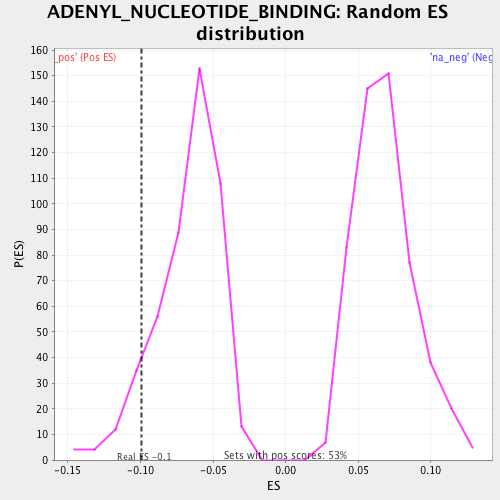 ADENYL_NUCLEOTIDE_BINDING: Random ES
distribution
160
150
140
130
120
110
100
90
80
70
60
50
40
30
20
10
0
P(ES)
_pos' (Pos ES)
'na_neg' (Neg
Real ES -0.1
Sets with pos scores: 53%
-0.15 -0.10 -0.05 0.00 0.05 0.10
ES